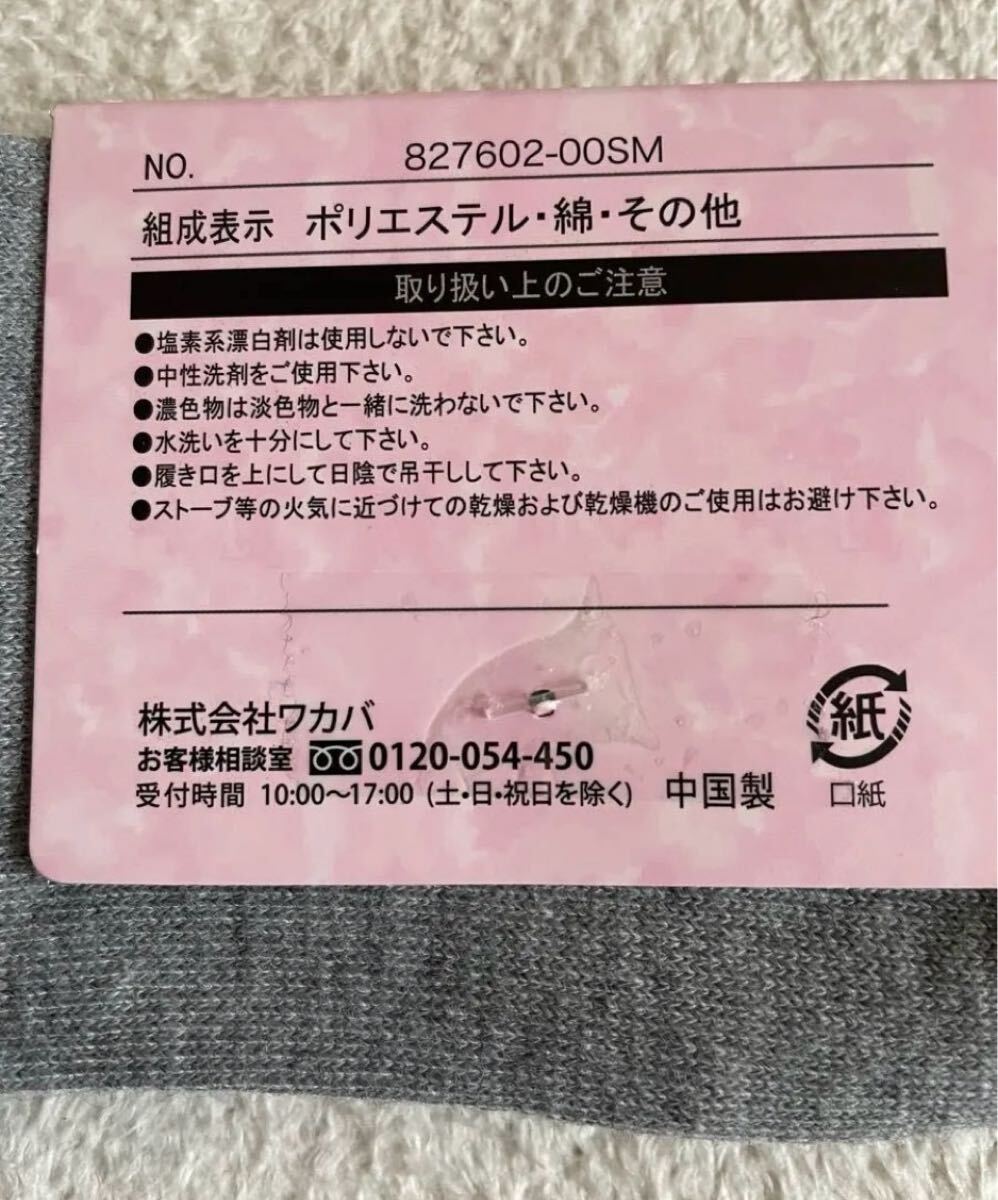 NO. 827602-00SM
組成表示 ポリエステル・綿・その他
取り扱い上のご注意
●塩素系漂白剤は使用しないで下さい。
●中性洗剤をご使用下さい。
●濃色物は淡色物と一緒に洗わないで下さい。
●水洗いを十分にして下さい。
●履き口を上にして日陰で吊干しして下さい。
●ストーブ等の火気に近づけての乾燥および乾燥機のご使用はお避け下さい。
株式会社ワカバ
お客様相談室 0120-054-450
受付時間 10:00〜17:00 (土・日・祝日を除く) 中国製
紙
口紙